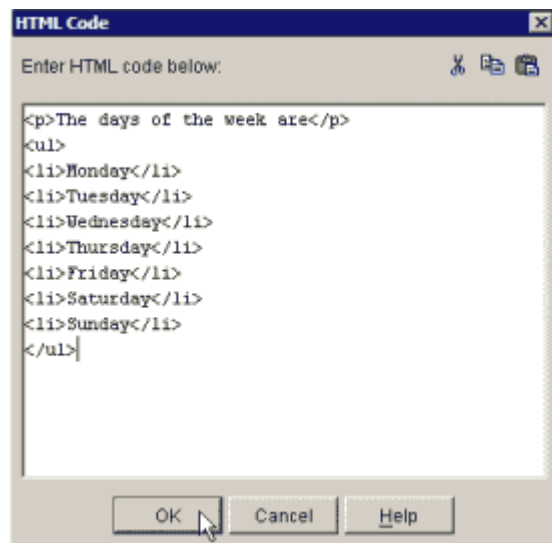 HTML Code
Enter HTML code below:
<p>The days of the week are</p>
<ul>
<li>Monday</li>
<li>Tuesday</li>
<li>Wednesday</li>
<li>Thursday</li>
<li>Friday</li>
<li>Saturday</li>
<li>Sunday</li>
</ul>
OK Cancel Help